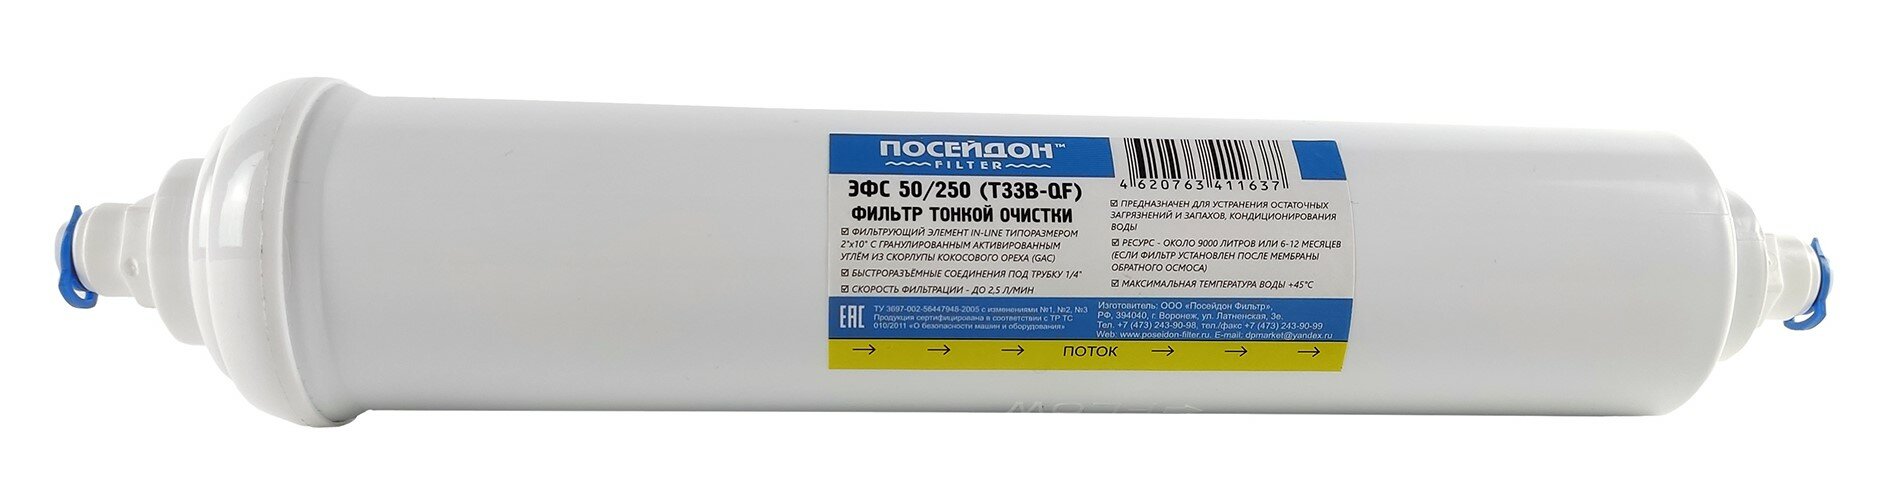 ПОСЕЙДОН™
FILTER
ЭФС 50/250 (T33B-QF)
ФИЛЬТР ТОНКОЙ ОЧИСТКИ
☑ ФИЛЬТРУЮЩИЙ ЭЛЕМЕНТ IN-LINE ТИПОРАЗМЕРОМ
2"x10" С ГРАНУЛИРОВАННЫМ АКТИВИРОВАННЫМ
УГЛЁМ ИЗ СКОРЛУПЫ КОКОСОВОГО ОРЕХА (GAC)
☑ БЫСТРОРАЗЪЁМНЫЕ СОЕДИНЕНИЯ ПОД ТРУБКУ 1/4"
☑ СКОРОСТЬ ФИЛЬТРАЦИИ - ДО 2,5 Л/МИН
4 620763 411637
☑ ПРЕДНАЗНАЧЕН ДЛЯ УСТРАНЕНИЯ ОСТАТОЧНЫХ
ЗАГРЯЗНЕНИЙ И ЗАПАХОВ, КОНДИЦИОНИРОВАНИЯ
ВОДЫ
☑ РЕСУРС - ОКОЛО 9000 ЛИТРОВ ИЛИ 6-12 МЕСЯЦЕВ
(ЕСЛИ ФИЛЬТР УСТАНОВЛЕН ПОСЛЕ МЕМБРАНЫ
ОБРАТНОГО ОСМОСА)
☑ МАКСИМАЛЬНАЯ ТЕМПЕРАТУРА ВОДЫ +45°C
EAC
ТУ 3697-002-56447945-2005 с изменениями №1, №2, №3
Продукция сертифицирована в соответствии с ТР ТС
010/2011 «О безопасности машин и оборудования»
Изготовитель: ООО «Посейдон Фильтр»,
РФ, 394040, г. Воронеж, ул. Латненская, 3е.
Тел. +7 (473) 243-90-98, тел./факс +7 (473) 243-90-99
Web: www.poseidon-filter.ru. E-mail: dpmarket@yandex.ru
→ → → ПОТОК → → →
FLOW